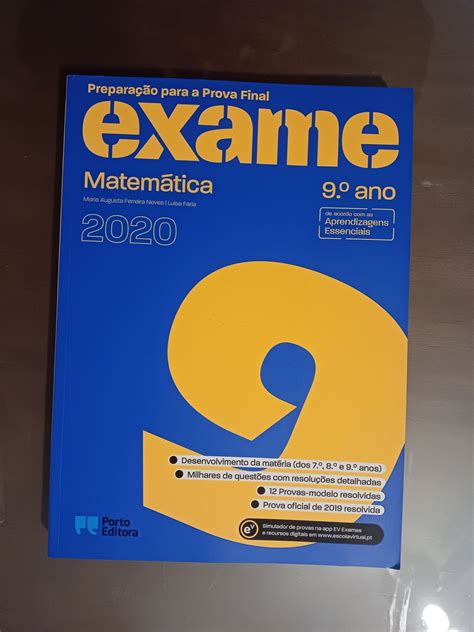 Preparação para a Prova Final
exame
Matemática
9.º ano
Maria Augusta Ferreira Neves | Luísa Faria
2020
de acordo com as
Aprendizagens
Essenciais
9
Desenvolvimento da matéria (dos 7.º, 8.º e 9.º anos)
Milhares de questões com resoluções detalhadas
12 Provas-modelo resolvidas
Prova oficial de 2019 resolvida
Porto
Editora
eV
Simulador de provas na app EV Exames
e recursos digitais em www.escolavirtual.pt